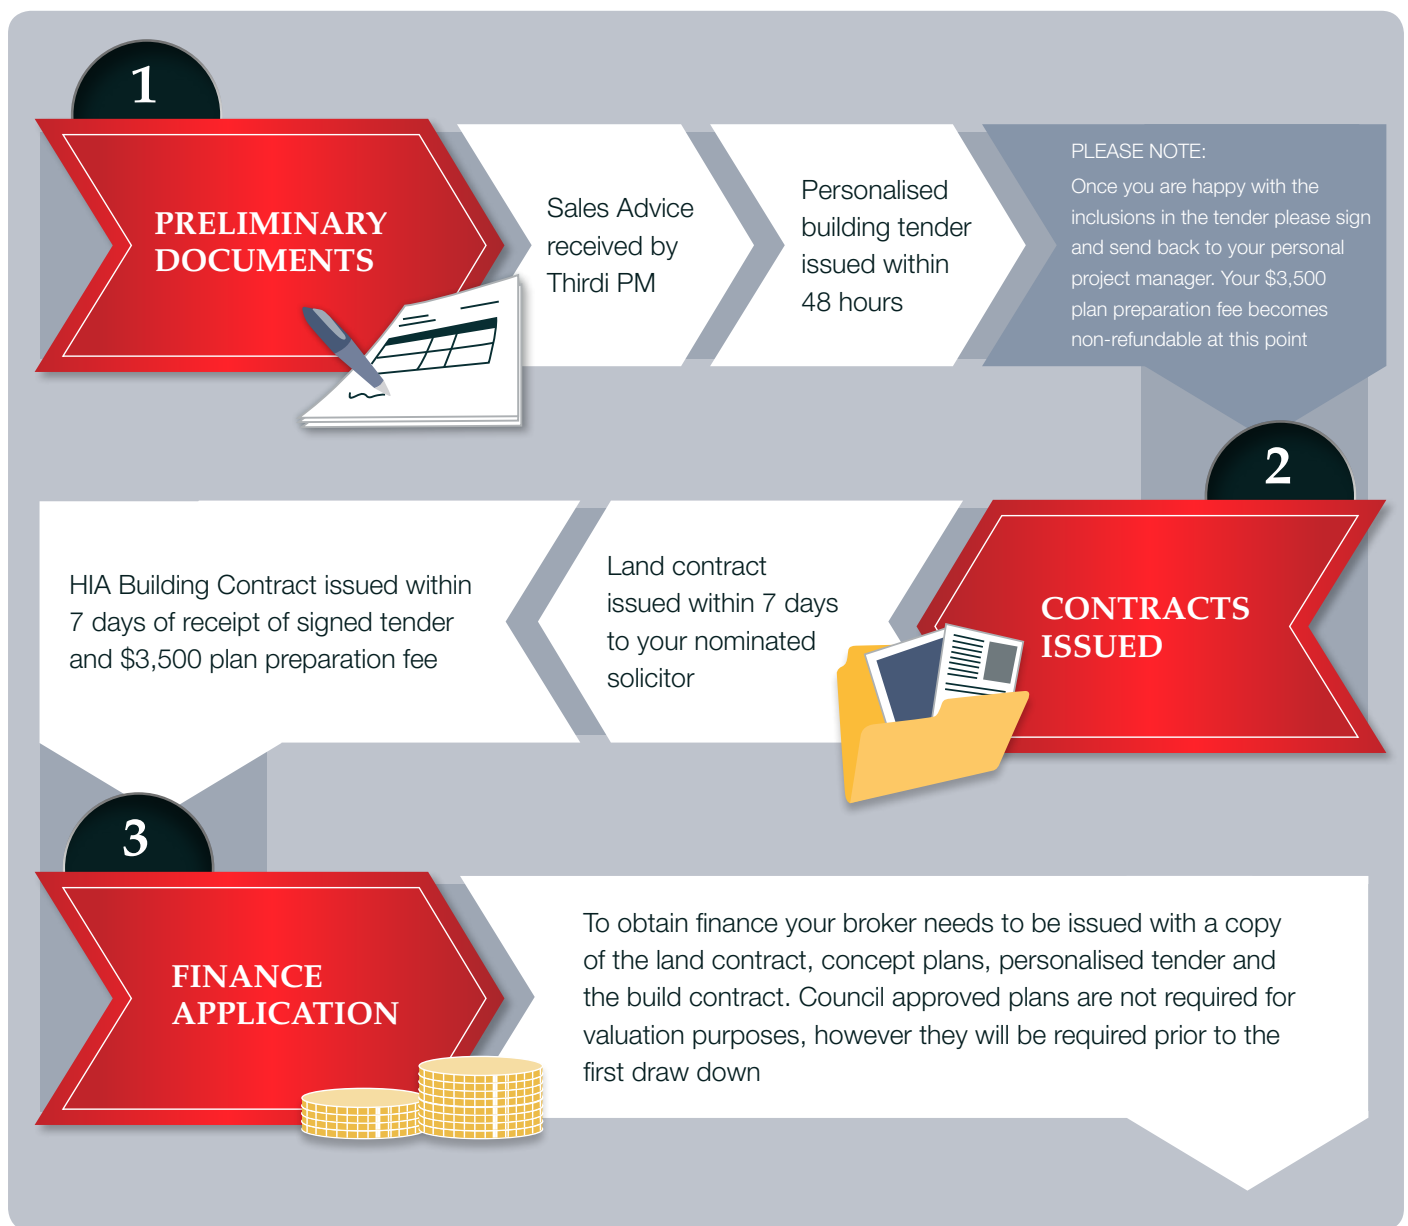 1
PRELIMINARY
DOCUMENTS
Sales Advice
received by
Thirdi PM
Personalised
building tender
issued within
48 hours
PLEASE NOTE:
Once you are happy with the
inclusions in the tender please sign
and send back to your personal
project manager. Your $3,500
plan preparation fee becomes
non-refundable at this point
2
CONTRACTS
ISSUED
Land contract
issued within 7 days
to your nominated
solicitor
HIA Building Contract issued within
7 days of receipt of signed tender
and $3,500 plan preparation fee
3
FINANCE
APPLICATION
To obtain finance your broker needs to be issued with a copy
of the land contract, concept plans, personalised tender and
the build contract. Council approved plans are not required for
valuation purposes, however they will be required prior to the
first draw down